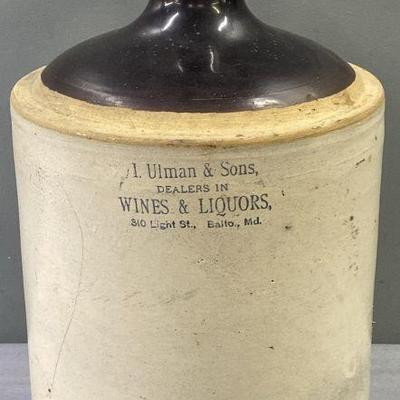 I. Ulman & Sons,
DEALERS IN
WINES & LIQUORS,
810 Light St., Balto., Md.